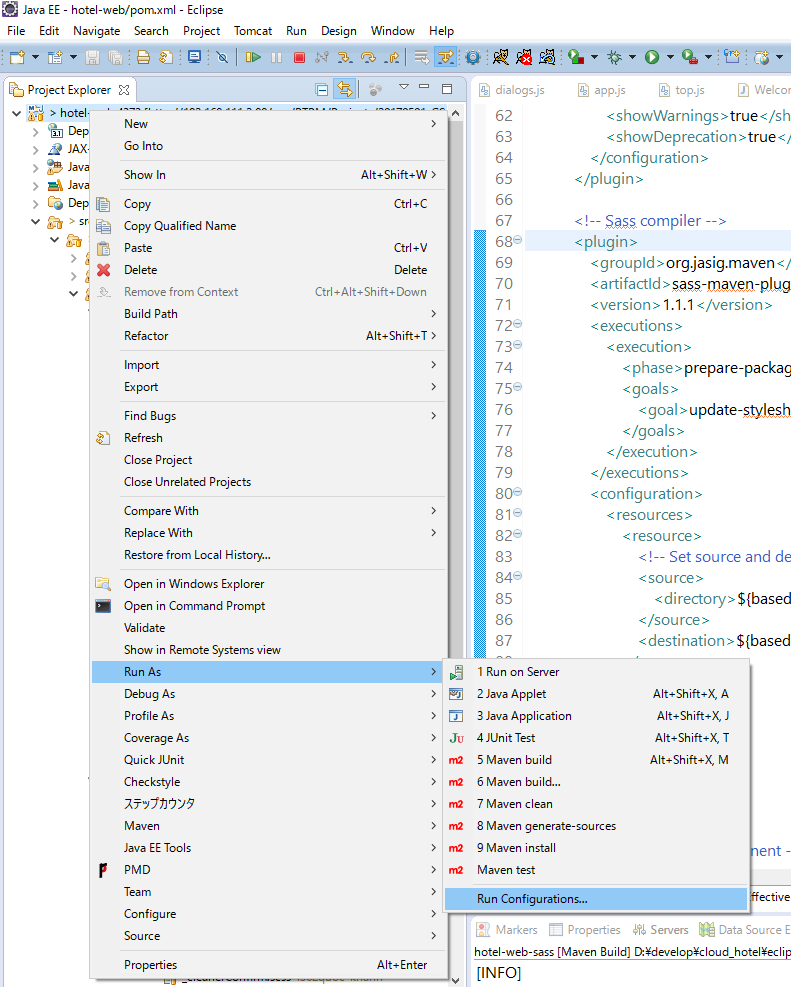 Java EE - hotel-web/pom.xml - Eclipse
File Edit Navigate Search Project Tomcat Run Design Window Help
Project Explorer
dialogs.js app.js top.js Welcon
> hotel-
Dep
JAX-
Java
Java
Dep
> sr
New
Go Into
Show In Alt+Shift+W >
Copy Ctrl+C
Copy Qualified Name
Paste Ctrl+V
Delete Delete
Remove from Context Ctrl+Alt+Shift+Down
Build Path
Refactor Alt+Shift+T >
Import
Export
Find Bugs
Refresh
Close Project
Close Unrelated Projects
Compare With
Replace With
Restore from Local History...
Open in Windows Explorer
Open in Command Prompt
Validate
Show in Remote Systems view
Run As
Debug As
Profile As
Coverage As
Quick JUnit
Checkstyle
ステップカウンタ
Maven
Java EE Tools
PMD
Team
Configure
Source
Properties Alt+Enter
62 <showWarnings>true</sh
63 <showDeprecation>true</
64 </configuration>
65 </plugin>
66
67 <!-- Sass compiler -->
68 <plugin>
69 <groupId>org.jasig.maven</
70 <artifactId>sass-maven-plug
71 <version>1.1.1</version>
72 <executions>
73 <execution>
74 <phase>prepare-packag
75 <goals>
76 <goal>update-stylesh
77 </goals>
78 </execution>
79 </executions>
80 <configuration>
81 <resources>
82 <resource>
83 <!-- Set source and de
84 <source>
85 <directory>${based
86 </source>
87 <destination>${based
1 Run on Server
2 Java Applet Alt+Shift+X, A
3 Java Application Alt+Shift+X, J
4 JUnit Test Alt+Shift+X, T
5 Maven build Alt+Shift+X, M
6 Maven build...
7 Maven clean
8 Maven generate-sources
9 Maven install
Maven test
Run Configurations...
nent -
ffective
Markers Properties Servers Data Source E
hotel-web-sass [Maven Build] D:¥develop¥cloud_hotel¥eclip
[INFO]